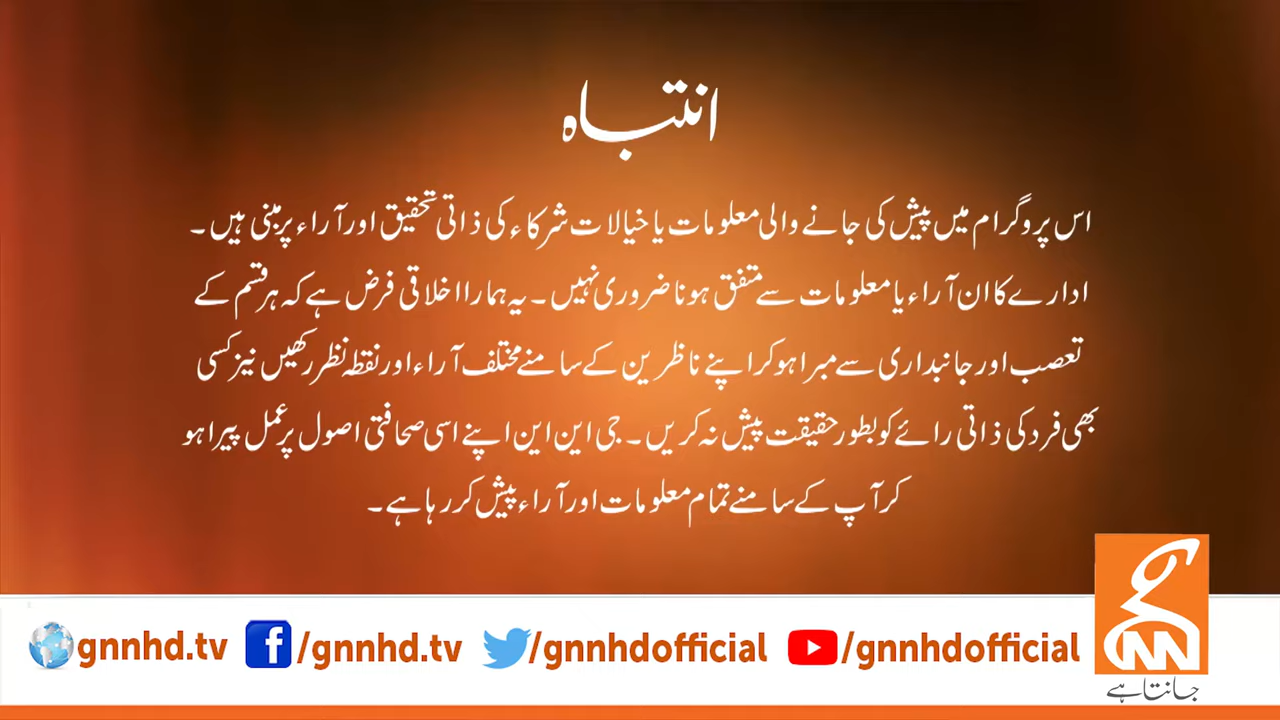 انتباہ
اس پروگرام میں پیش کی جانے والی معلومات یا خیالات شرکاء کی ذاتی تحقیق اور آراء پر مبنی ہیں۔
ادارے کا ان آراء یا معلومات سے متفق ہونا ضروری نہیں۔ یہ ہمارا اخلاقی فرض ہے کہ ہر قسم کے
تعصب اور جانبداری سے مبرا ہو کر اپنے ناظرین کے سامنے مختلف آراء اور نقطہ نظر رکھیں نیز کسی
بھی فرد کی ذاتی رائے کو بطور حقیقت پیش نہ کریں۔ جی این این اپنے اسی صحافتی اصول پر عمل پیرا ہو
کر آپ کے سامنے تمام معلومات اور آراء پیش کر رہا ہے۔
gnnhd.tv /gnnhd.tv /gnnhdofficial /gnnhdofficial
GNN
جانتا ہے